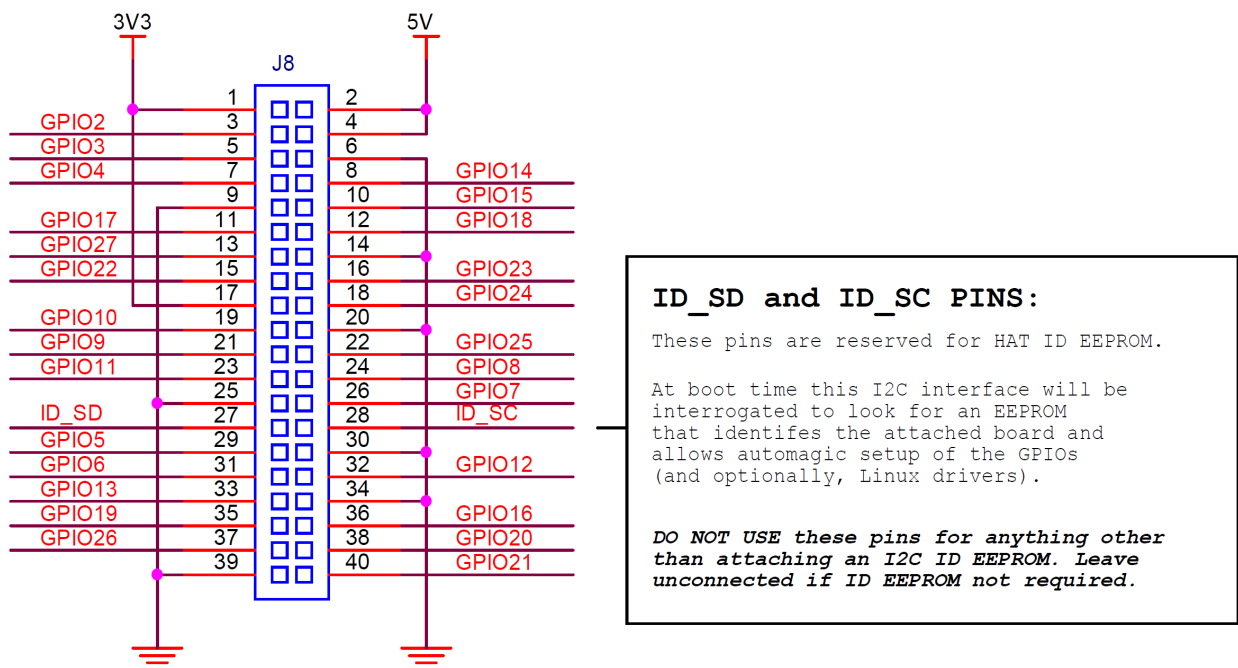 3V3 5V
J8
1 2
GPIO2 3 4
GPIO3 5 6
GPIO4 7 8 GPIO14
9 10 GPIO15
GPIO17 11 12 GPIO18
GPIO27 13 14
GPIO22 15 16 GPIO23
17 18 GPIO24
GPIO10 19 20
GPIO9 21 22 GPIO25
GPIO11 23 24 GPIO8
25 26 GPIO7
ID_SD 27 28 ID_SC
GPIO5 29 30
GPIO6 31 32 GPIO12
GPIO13 33 34
GPIO19 35 36 GPIO16
GPIO26 37 38 GPIO20
39 40 GPIO21
ID_SD and ID_SC PINS:
These pins are reserved for HAT ID EEPROM.
At boot time this I2C interface will be
interrogated to look for an EEPROM
that identifes the attached board and
allows automagic setup of the GPIOs
(and optionally, Linux drivers).
DO NOT USE these pins for anything other
than attaching an I2C ID EEPROM. Leave
unconnected if ID EEPROM not required.